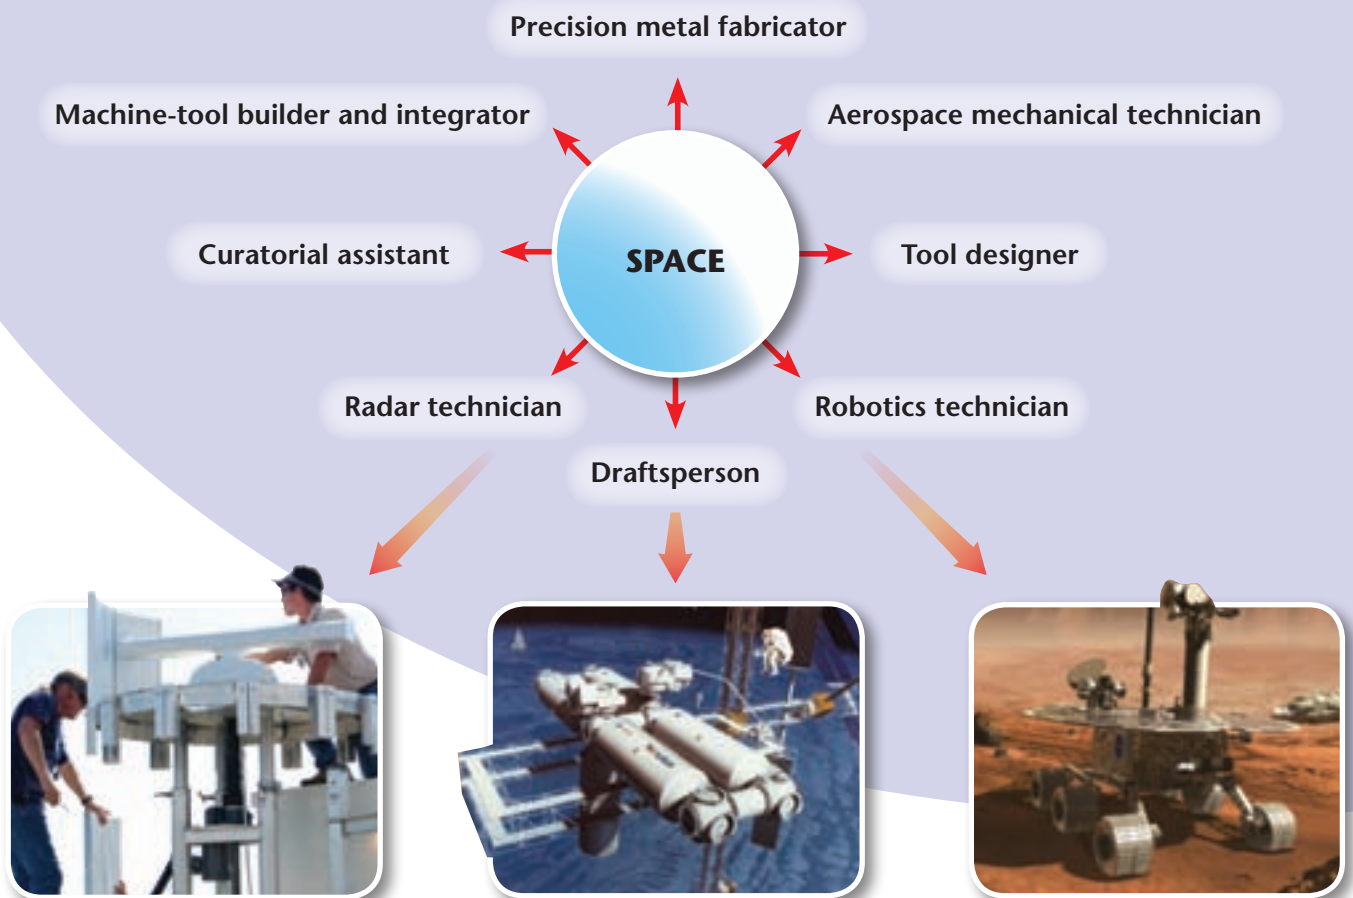 Precision metal fabricator
Machine-tool builder and integrator
Aerospace mechanical technician
Curatorial assistant
SPACE
Tool designer
Radar technician
Robotics technician
Draftsperson